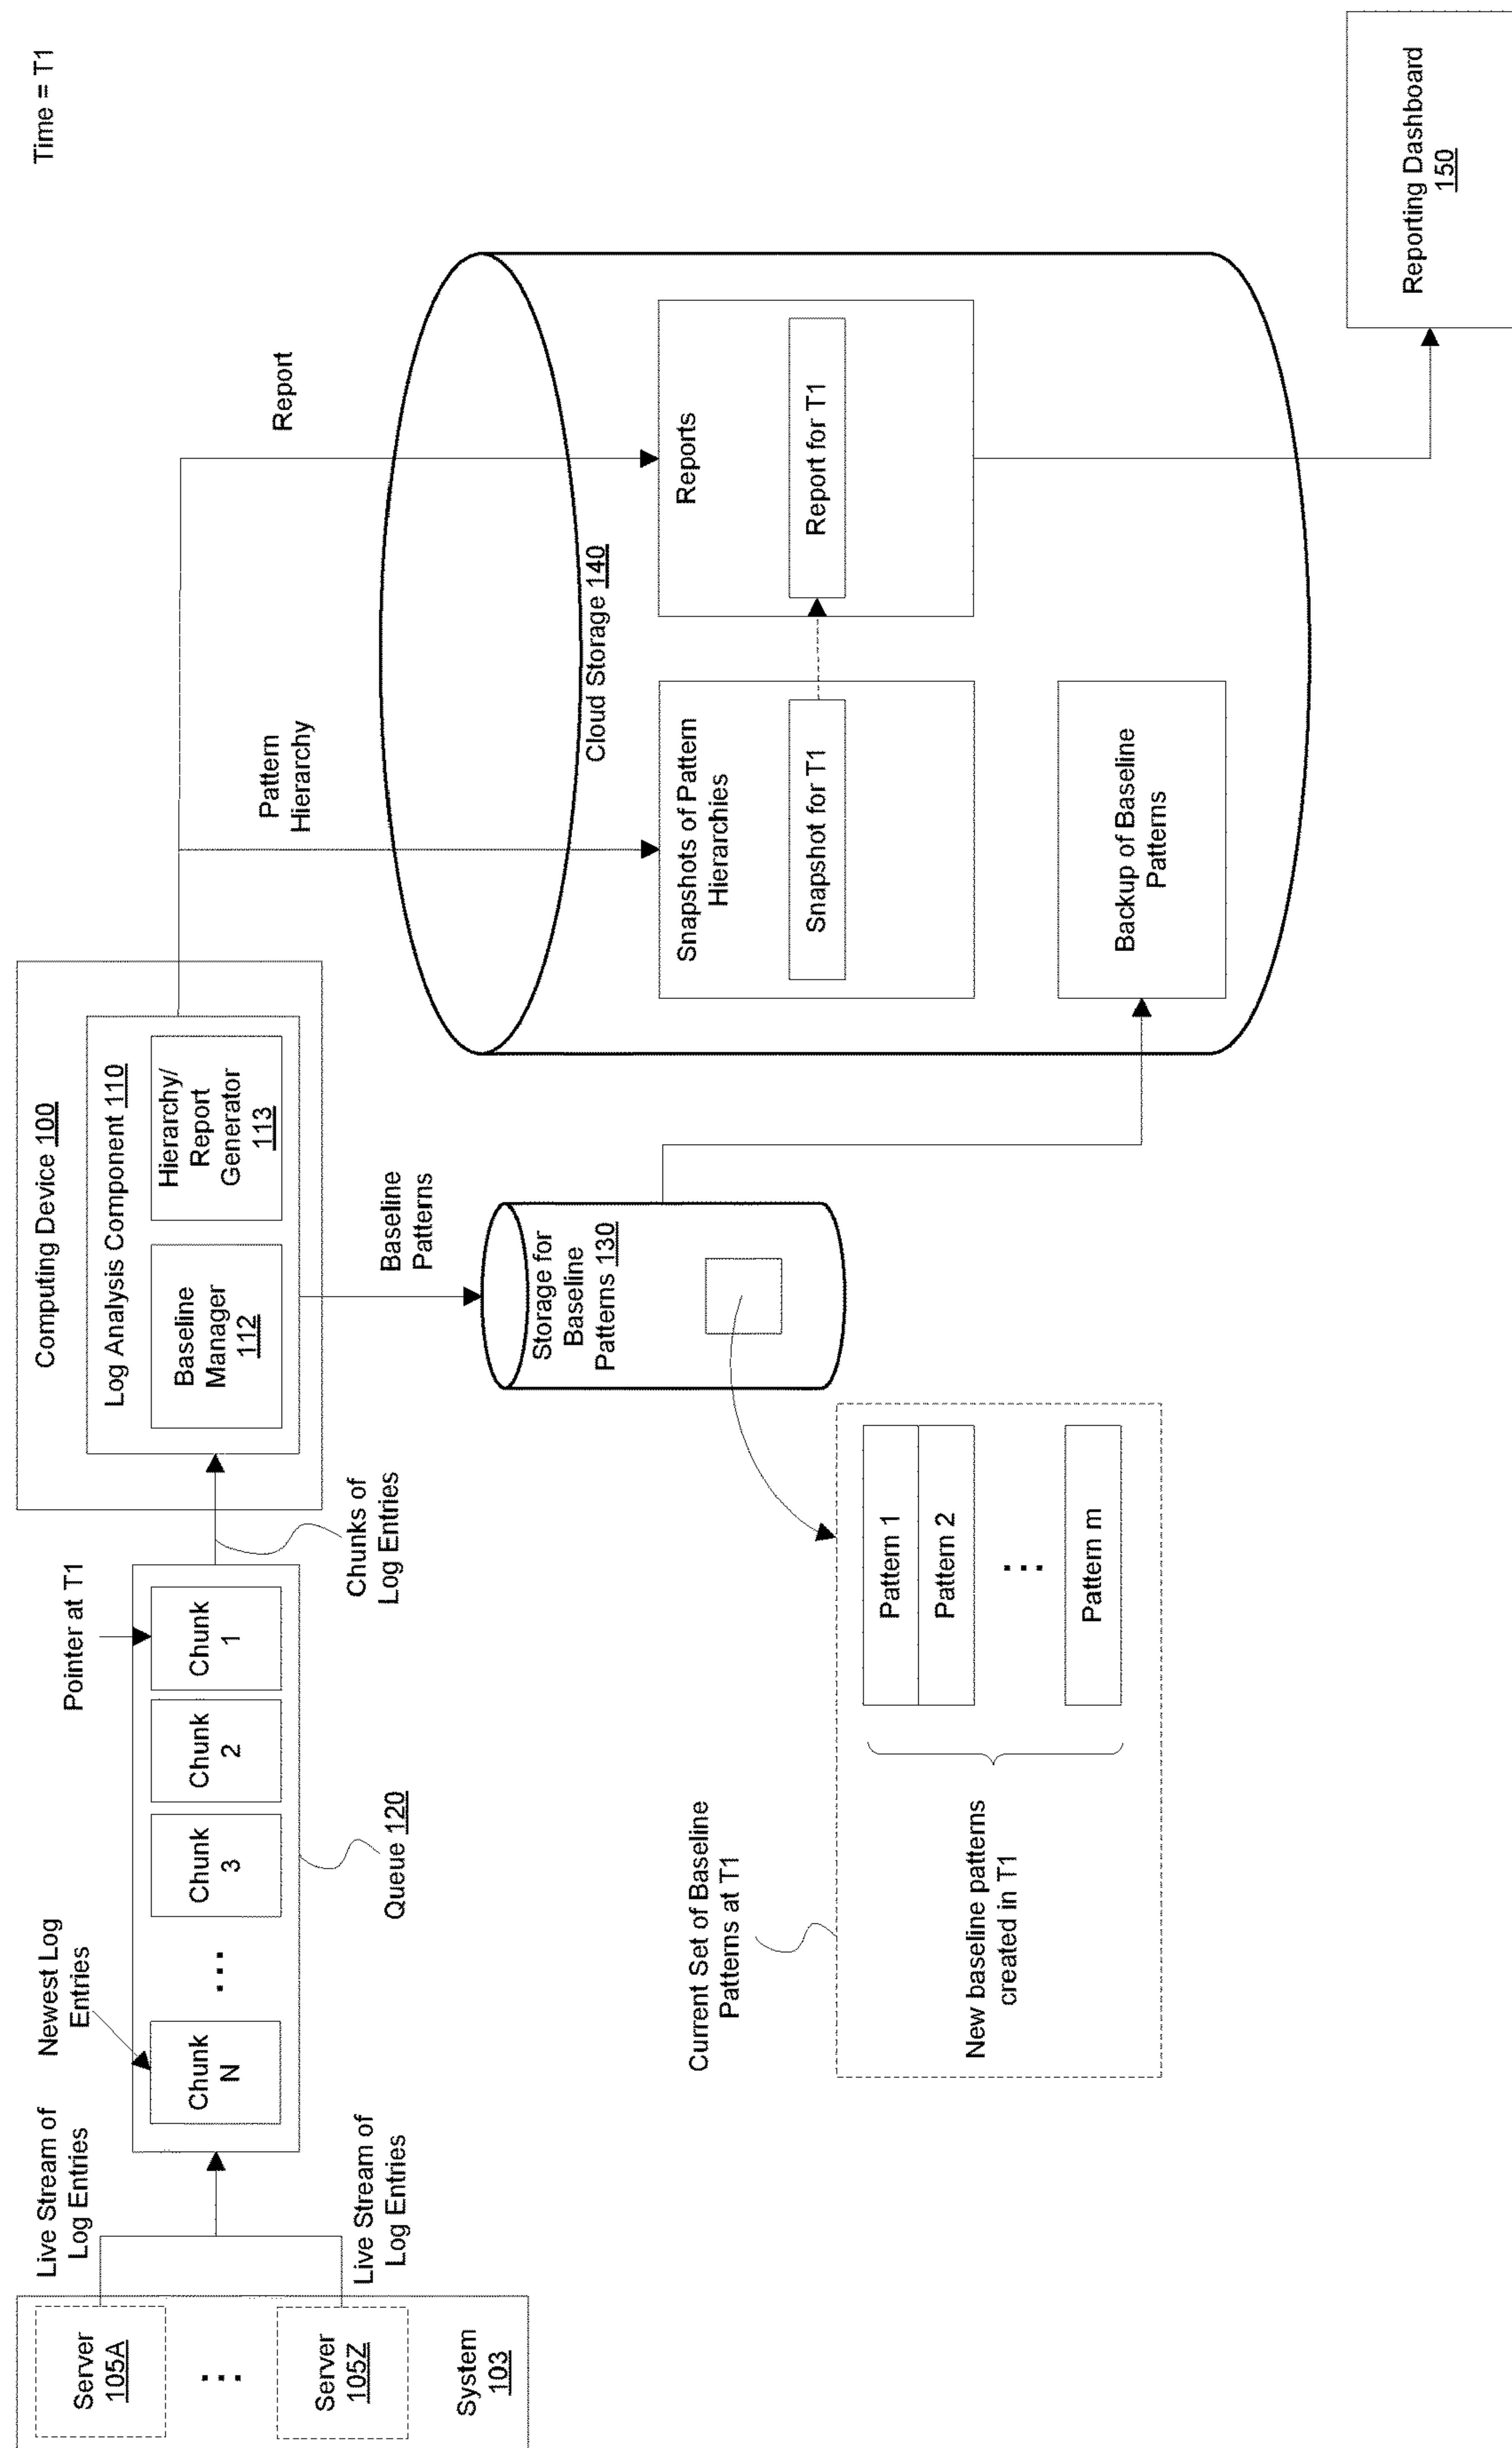 Time = T1
Live Stream of
Log Entries
Newest Log
Entries
Pointer at T1
Server
105A
...
Server
105Z
System
103
Live Stream of
Log Entries
Chunk
N
...
Chunk
3
Chunk
2
Chunk
1
Queue 120
Chunks of
Log Entries
Computing Device 100
Log Analysis Component 110
Baseline
Manager
112
Hierarchy/
Report
Generator
113
Baseline
Patterns
Pattern
Hierarchy
Report
Storage for
Baseline
Patterns 130
Cloud Storage 140
Snapshots of Pattern
Hierarchies
Snapshot for T1
Reports
Report for T1
Backup of Baseline
Patterns
Current Set of Baseline
Patterns at T1
New baseline patterns
created in T1
Pattern 1
Pattern 2
...
Pattern m
Reporting Dashboard
150